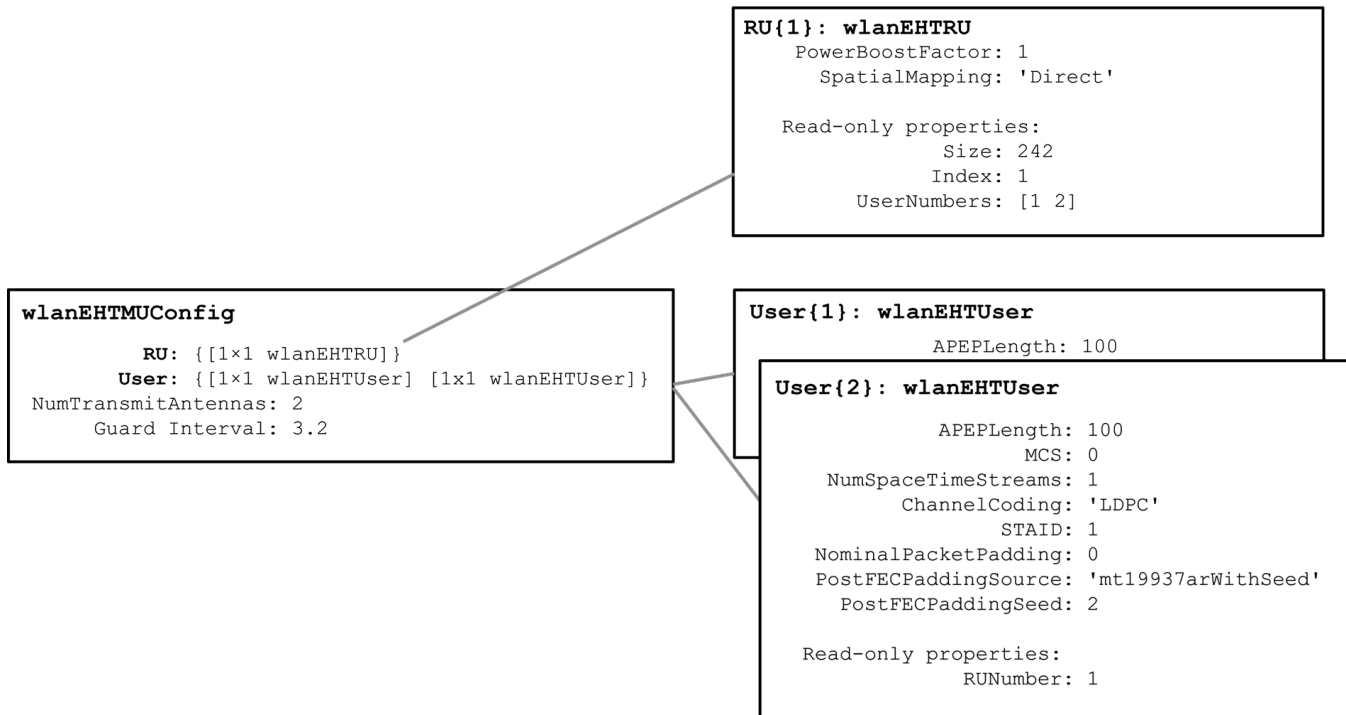 RU{1}: wlanEHTRU
PowerBoostFactor: 1
SpatialMapping: 'Direct'
Read-only properties:
Size: 242
Index: 1
UserNumbers: [1 2]
wlanEHTMUConfig
RU: {[1×1 wlanEHTRU]}
User: {[1×1 wlanEHTUser] [1x1 wlanEHTUser]}
NumTransmitAntennas: 2
Guard Interval: 3.2
User{1}: wlanEHTUser
APEPLength: 100
User{2}: wlanEHTUser
APEPLength: 100
MCS: 0
NumSpaceTimeStreams: 1
ChannelCoding: 'LDPC'
STAID: 1
NominalPacketPadding: 0
PostFECPaddingSource: 'mt19937arWithSeed'
PostFECPaddingSeed: 2
Read-only properties:
RUNumber: 1